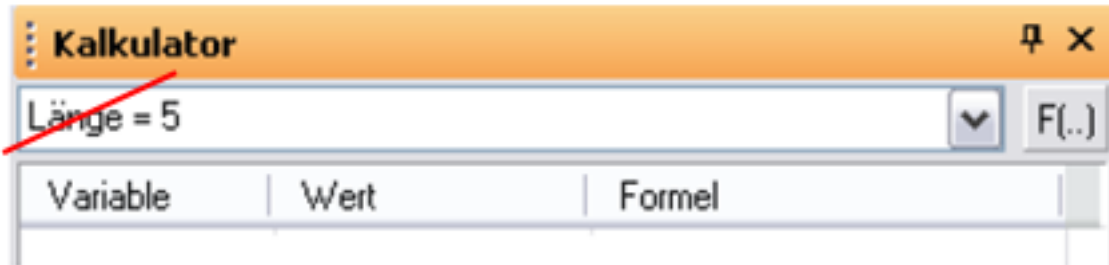 Kalkulator
Länge = 5 F(..)
Variable Wert Formel